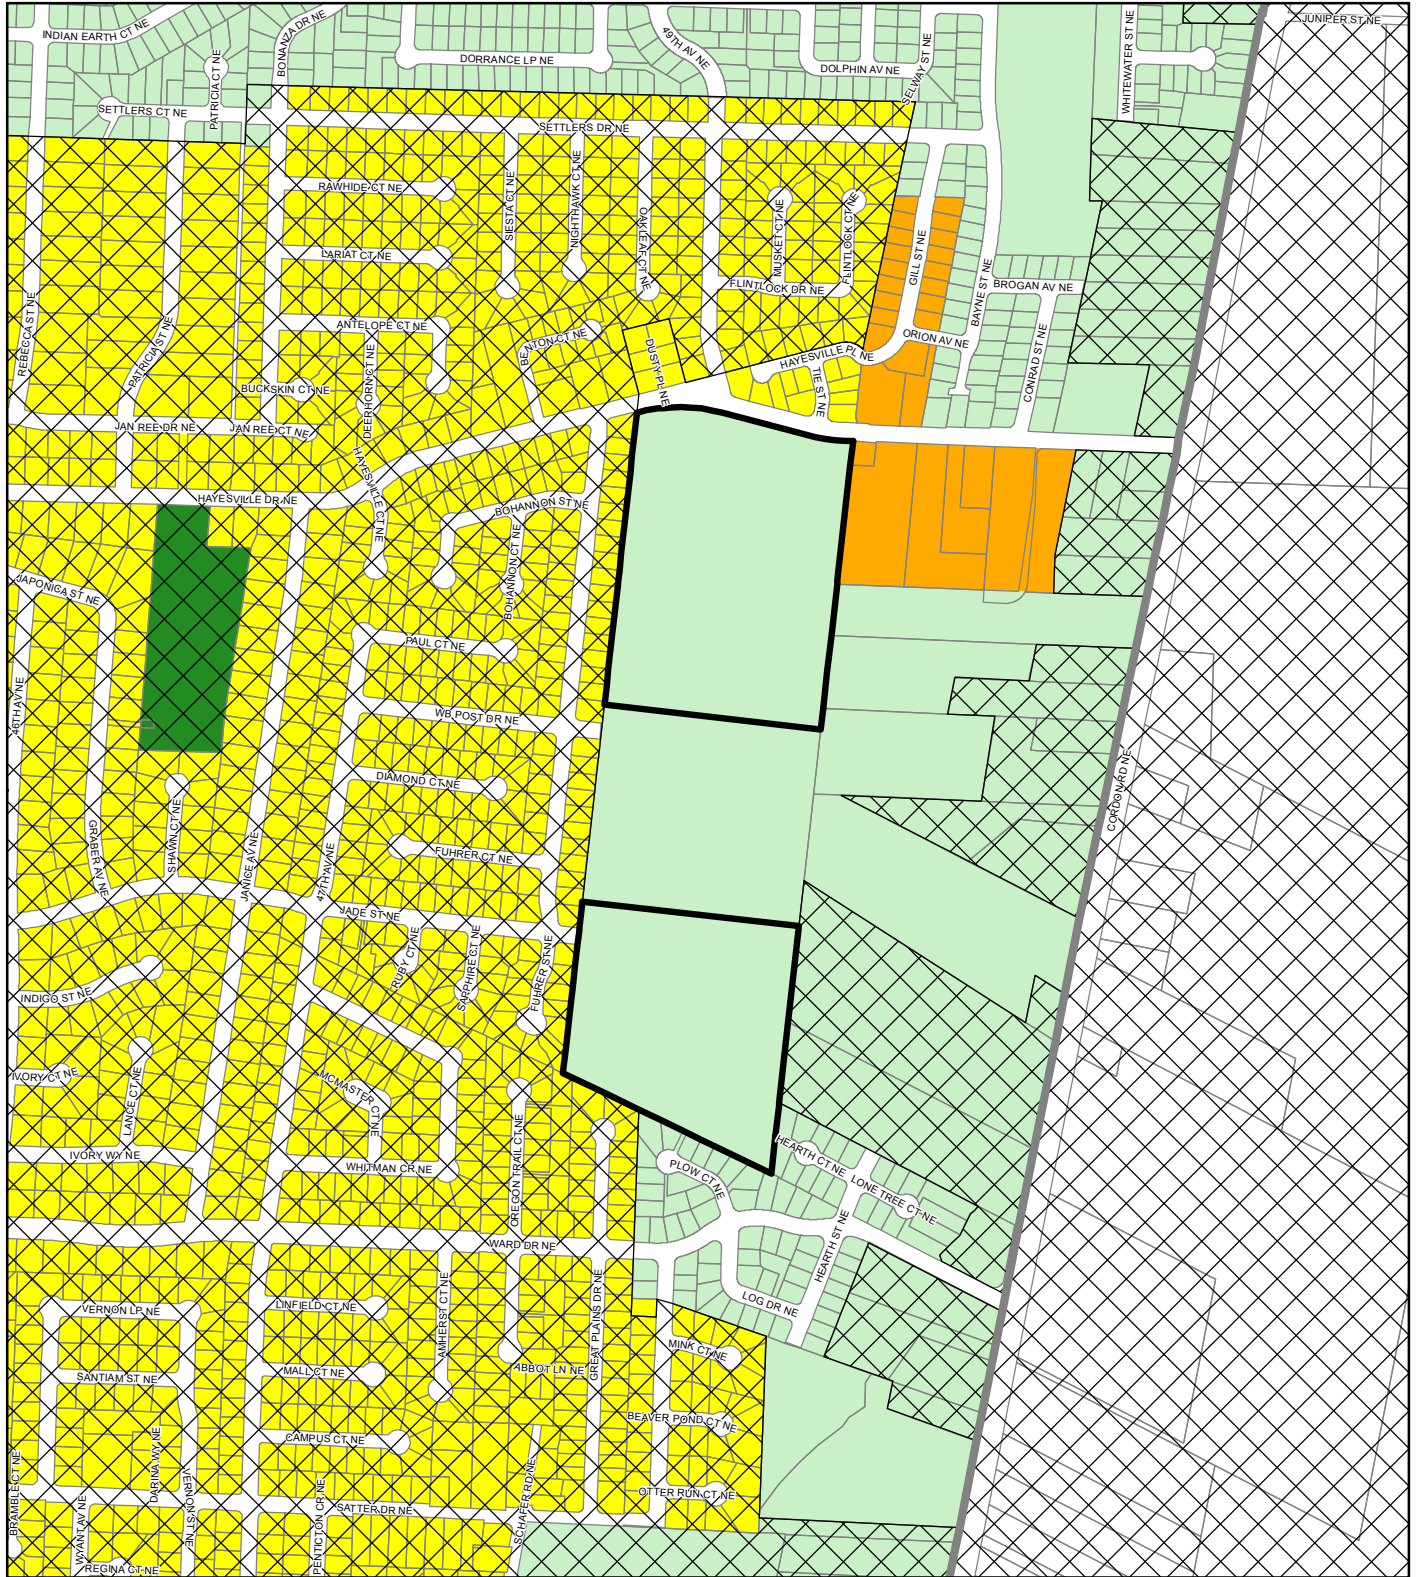 INDIAN EARTH CT NE
BONANZA DR NE
49TH AV NE
JUNIPER ST NE
DORRANCE LP NE
DOLPHIN AV NE
SELWAY ST NE
WHITEWATER ST NE
PATRICIA CT NE
SETTLERS CT NE
SETTLERS DR NE
RAWHIDE CT NE
SIESTA CT NE
NIGHTHAWK CT NE
OAKLEAF CT NE
MUSKET CT NE
FLINTLOCK CT NE
GILL ST NE
LARIAT CT NE
FLINTLOCK DR NE
BAYNE ST NE
BROGAN AV NE
REBECCA ST NE
PATRICIA ST NE
ANTELOPE CT NE
BENTON CT NE
DUSTY PL NE
HAYESVILLE PL NE
ORION AV NE
CONRAD ST NE
TIE ST NE
BUCKSKIN CT NE
DEERHORN CT NE
JAN REE DR NE
JAN REE CT NE
HAYESVILLE CT NE
HAYESVILLE DR NE
BOHANNON ST NE
BOHANNON CT NE
JAPONICA ST NE
PAUL CT NE
46TH AV NE
WB POST DR NE
DIAMOND CT NE
CORDON RD NE
GRABER AV NE
SHAWN CT NE
JANICE AV NE
47TH AV NE
FUHRER CT NE
JADE ST NE
RUBY CT NE
SAPPHIRE CT NE
FUHRER ST NE
INDIGO ST NE
IVORY CT NE
LANCE CT NE
MCMASTER CT NE
OREGON TRAIL CT NE
IVORY WY NE
WHITMAN CR NE
HEARTH CT NE
PLOW CT NE
LONE TREE CT NE
WARD DR NE
HEARTH ST NE
VERNON LP NE
LINFIELD CT NE
AMHERST CT NE
GREAT PLAINS DR NE
LOG DR NE
MINK CT NE
SANTIAM ST NE
MALL CT NE
ABBOT LN NE
BEAVER POND CT NE
CAMPUS CT NE
DARINA WY NE
BRAMBLE CT NE
VERNON ST NE
OTTER RUN CT NE
SATTER DR NE
SCHAFER RD NE
WYANT AV NE
PENTICTON CR NE
REGINA CT NE